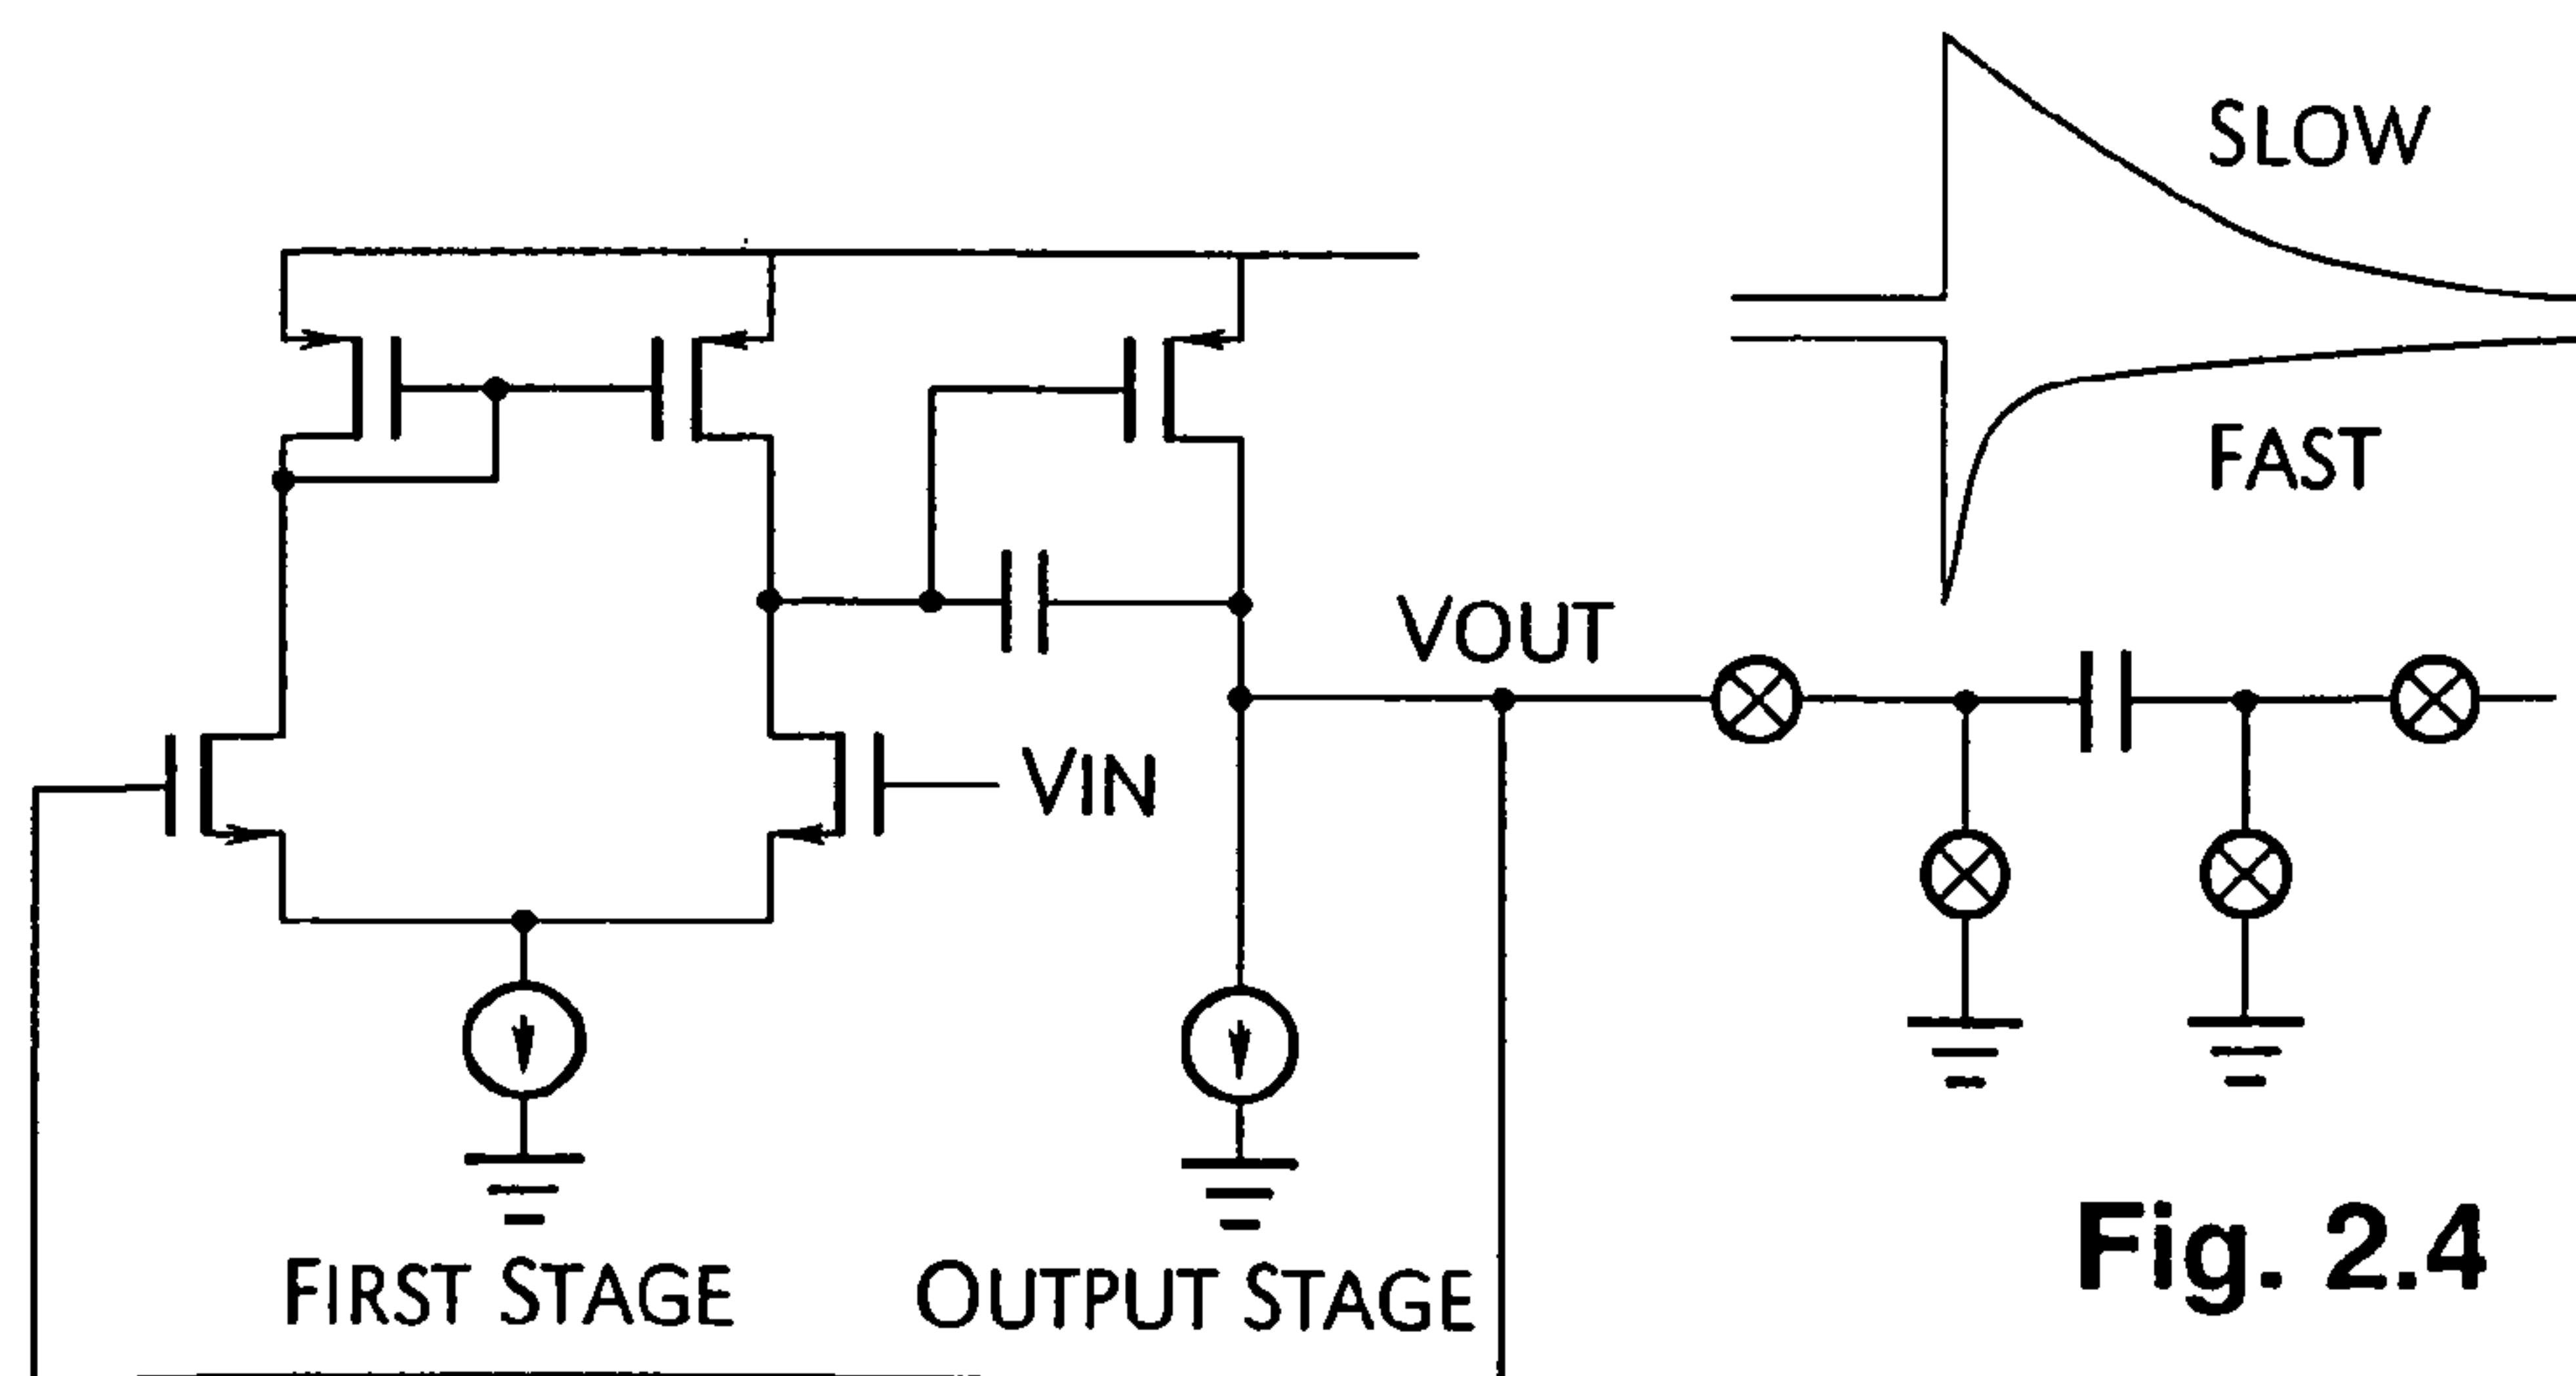 SLOW
FAST
VOUT
VIN
FIRST STAGE
OUTPUT STAGE
Fig. 2.4